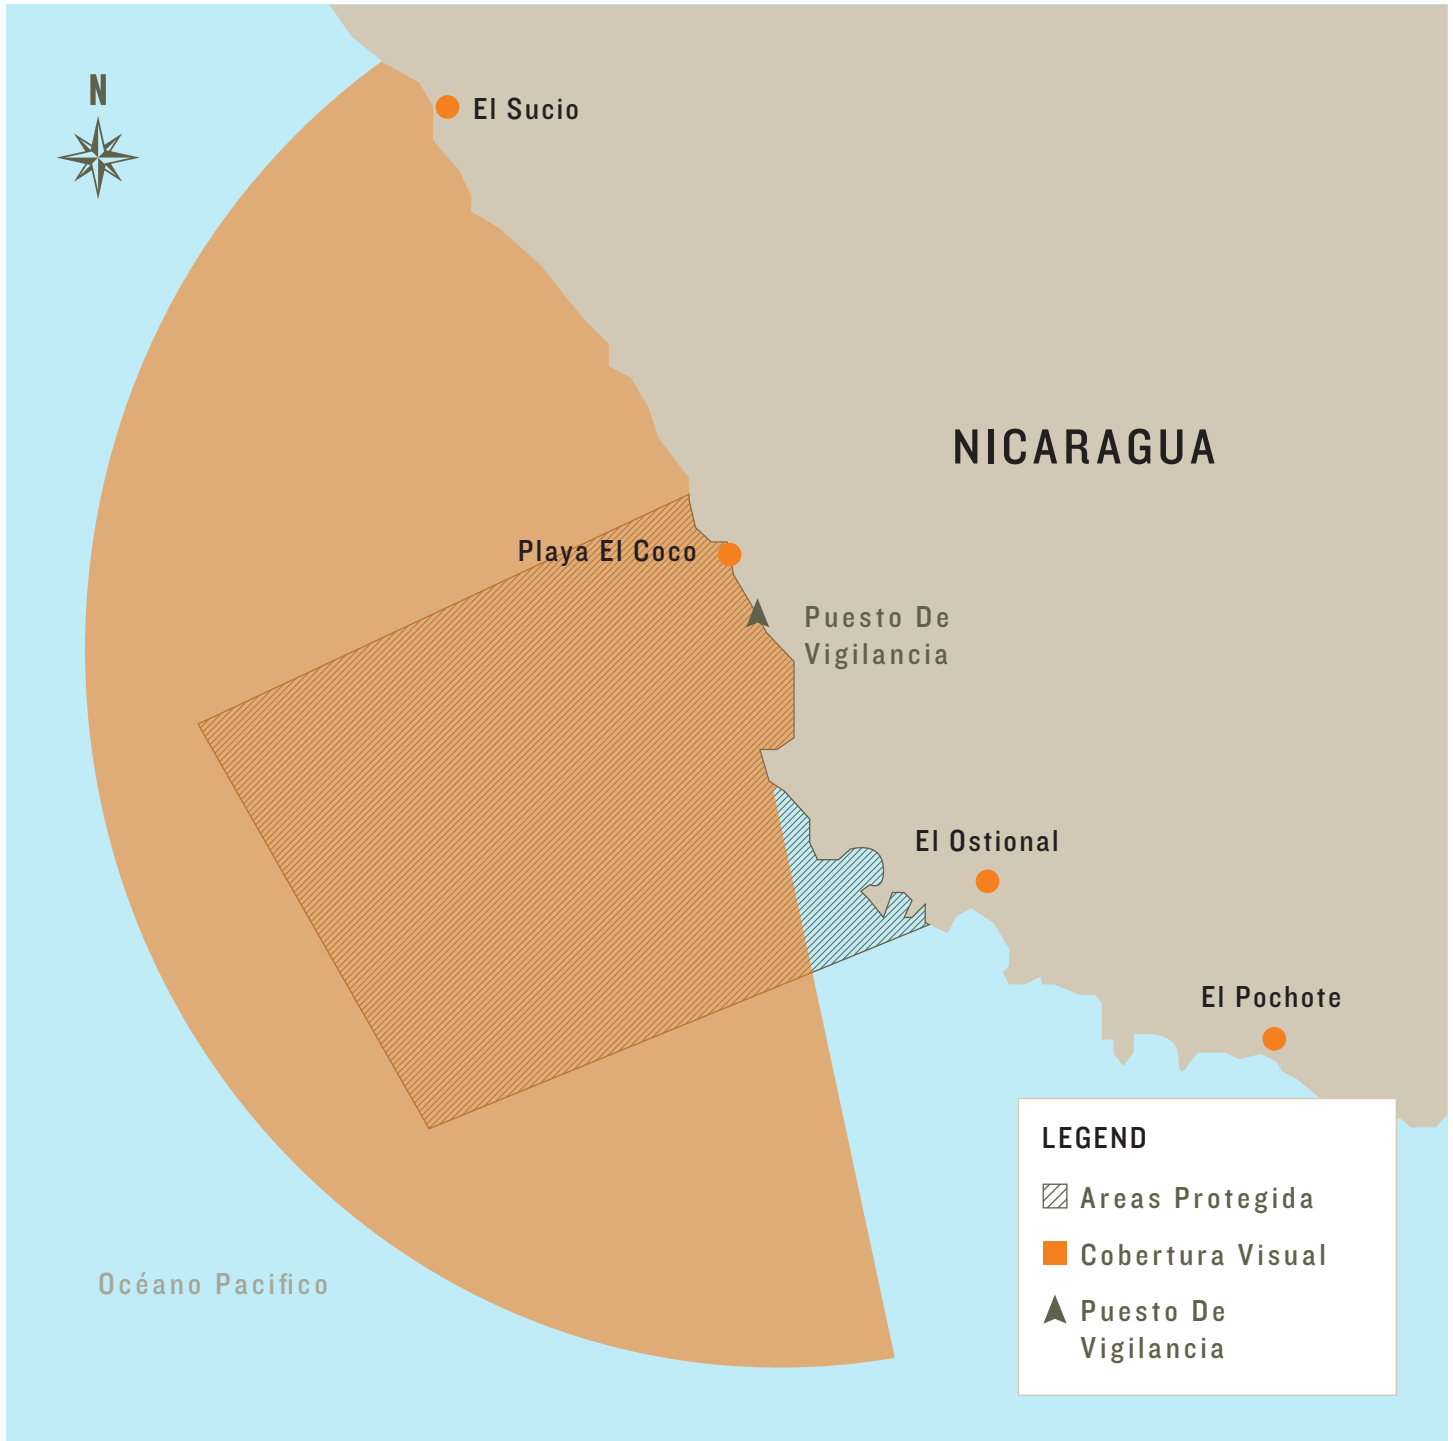 N
El Sucio
NICARAGUA
Playa El Coco
Puesto De
Vigilancia
El Ostional
El Pochote
LEGEND
Areas Protegida
Cobertura Visual
Puesto De
Vigilancia
Océano Pacifico